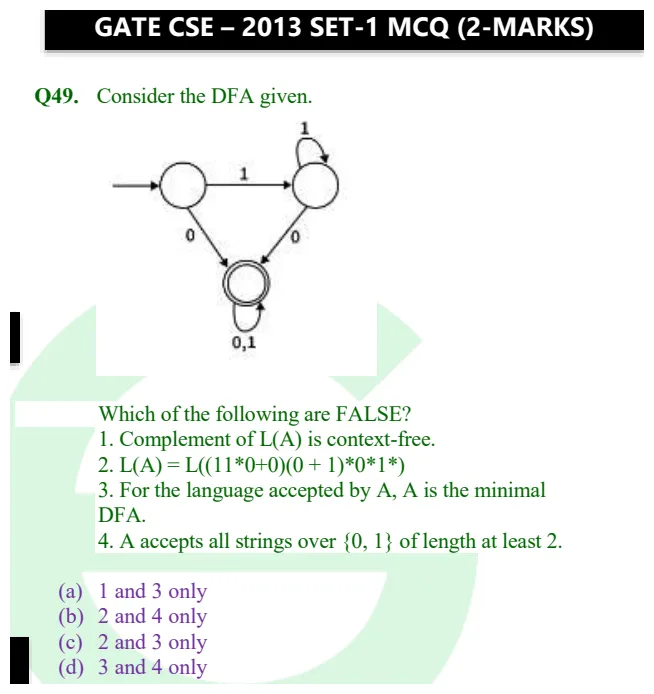 GATE CSE – 2013 SET-1 MCQ (2-MARKS)
Q49. Consider the DFA given.
1
1
0
0
0,1
Which of the following are FALSE?
1. Complement of L(A) is context-free.
2. L(A) = L((11*0+0)(0 + 1)*0*1*)
3. For the language accepted by A, A is the minimal
DFA.
4. A accepts all strings over {0, 1} of length at least 2.
(a) 1 and 3 only
(b) 2 and 4 only
(c) 2 and 3 only
(d) 3 and 4 only